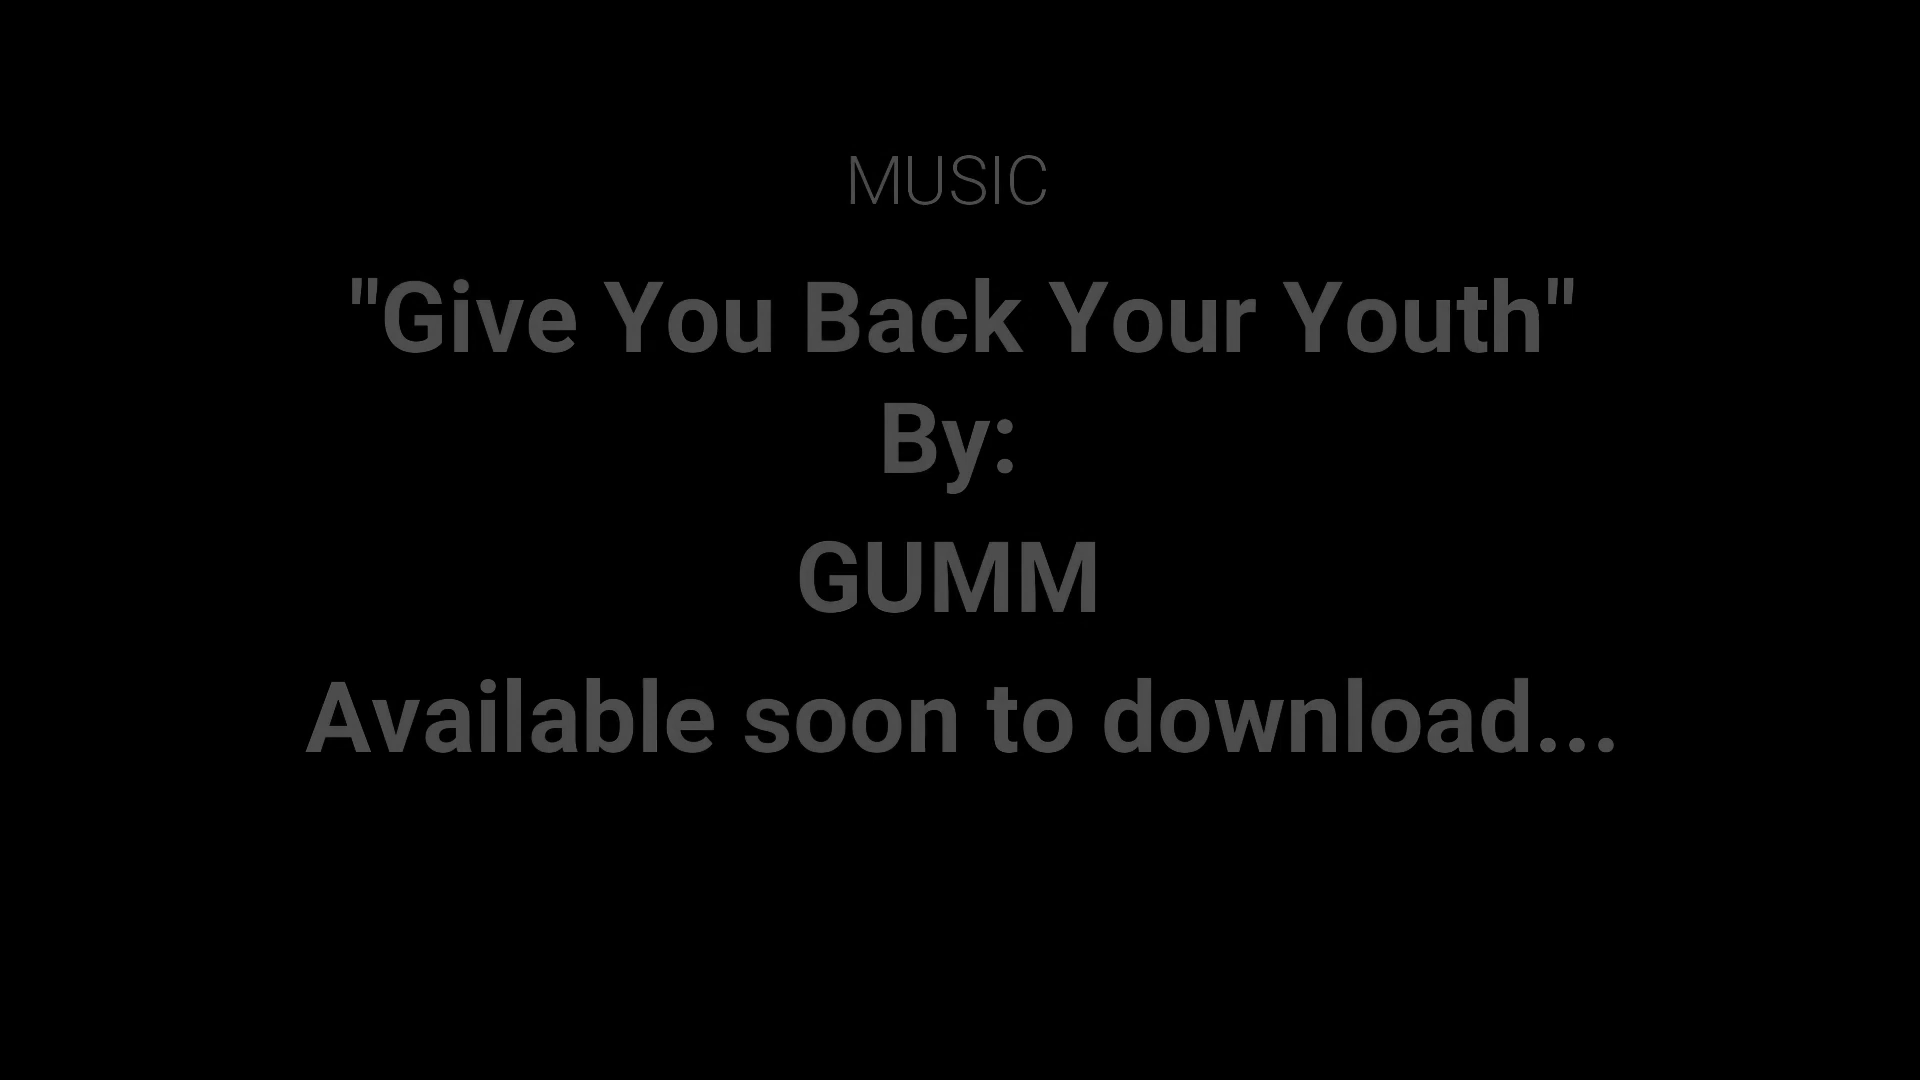 MUSIC
"Give You Back Your Youth"
By:
GUMM
Available soon to download...